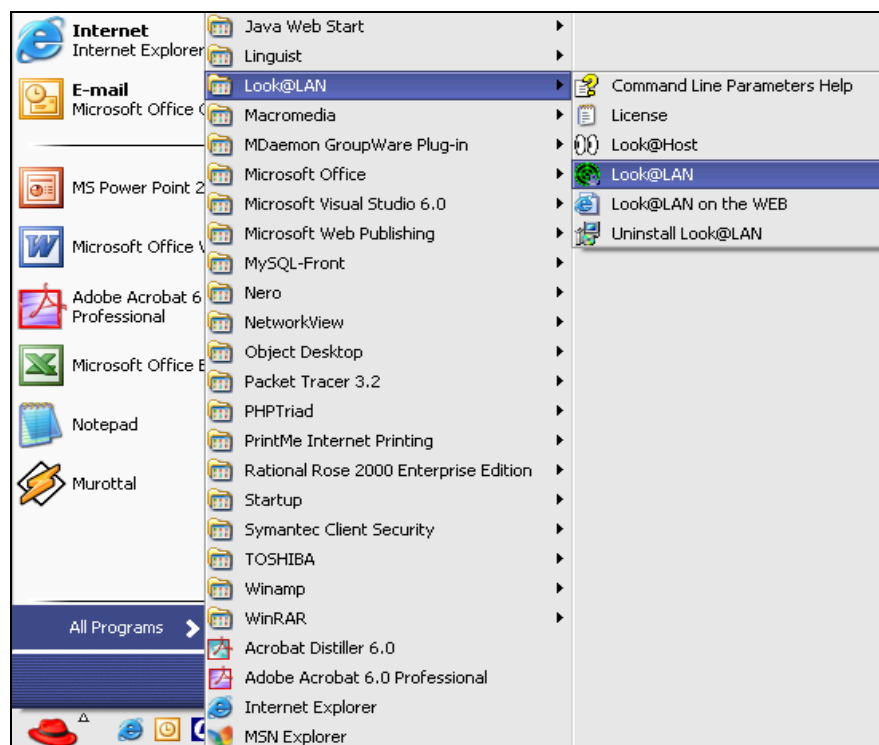 Internet
Internet Explorer
E-mail
Microsoft Office
MS Power Point 2
Microsoft Office
Adobe Acrobat 6
Professional
Microsoft Office
Notepad
Murottal
All Programs
Java Web Start
Linguist
Look@LAN
Macromedia
MDaemon GroupWare Plug-in
Microsoft Office
Microsoft Visual Studio 6.0
Microsoft Web Publishing
MySQL-Front
Nero
NetworkView
Object Desktop
Packet Tracer 3.2
PHPTriad
PrintMe Internet Printing
Rational Rose 2000 Enterprise Edition
Startup
Symantec Client Security
TOSHIBA
Winamp
WinRAR
Acrobat Distiller 6.0
Adobe Acrobat 6.0 Professional
Internet Explorer
MSN Explorer
Command Line Parameters Help
License
Look@Host
Look@LAN
Look@LAN on the WEB
Uninstall Look@LAN